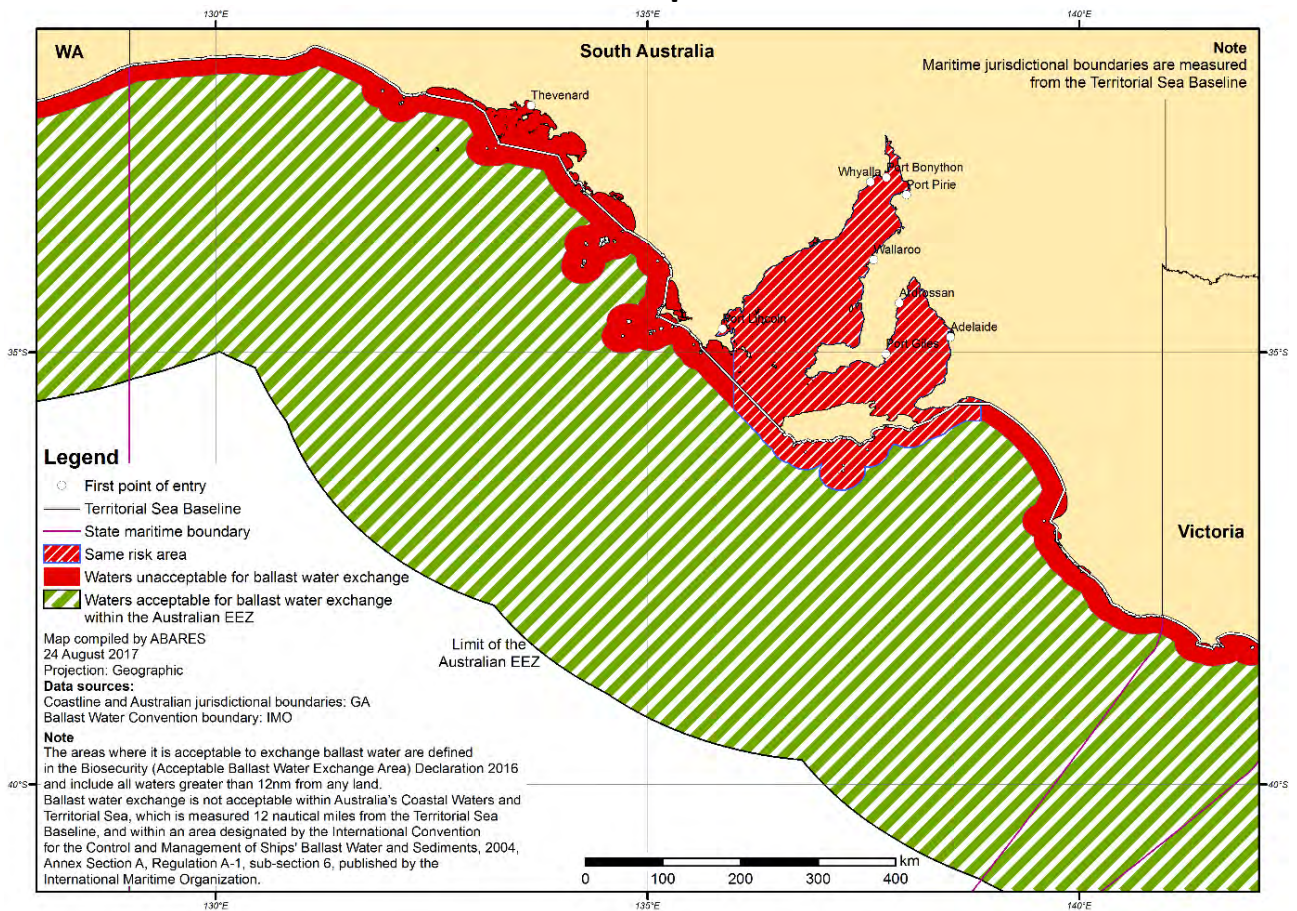 130°E
135°E
140°E
WA
South Australia
Note
Maritime jurisdictional boundaries are measured
from the Territorial Sea Baseline
Thevenard
Whyalla
Port Bonython
Port Pirie
Wallaroo
Ardrossan
Port Lincoln
Adelaide
Port Giles
35°S
35°S
Victoria
Legend
First point of entry
Territorial Sea Baseline
State maritime boundary
Same risk area
Waters unacceptable for ballast water exchange
Waters acceptable for ballast water exchange
within the Australian EEZ
Map compiled by ABARES
24 August 2017
Projection: Geographic
Data sources:
Coastline and Australian jurisdictional boundaries: GA
Ballast Water Convention boundary: IMO
Limit of the
Australian EEZ
Note
The areas where it is acceptable to exchange ballast water are defined
in the Biosecurity (Acceptable Ballast Water Exchange Area) Declaration 2016
and include all waters greater than 12nm from any land.
Ballast water exchange is not acceptable within Australia's Coastal Waters and
Territorial Sea, which is measured 12 nautical miles from the Territorial Sea
Baseline, and within an area designated by the International Convention
for the Control and Management of Ships' Ballast Water and Sediments, 2004,
Annex Section A, Regulation A-1, sub-section 6, published by the
International Maritime Organization.
40°S
40°S
km
0 100 200 300 400
130°E
135°E
140°E